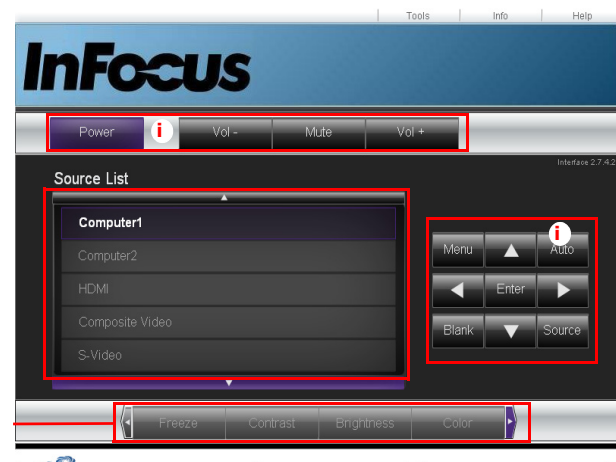 Tools Info Help
InFocus
Power i Vol - Mute Vol +
Interface 2.7.4.2
Source List
Computer1
Computer2
HDMI
Composite Video
S-Video
i
Menu Auto
Enter
Blank Source
Freeze Contrast Brightness Color